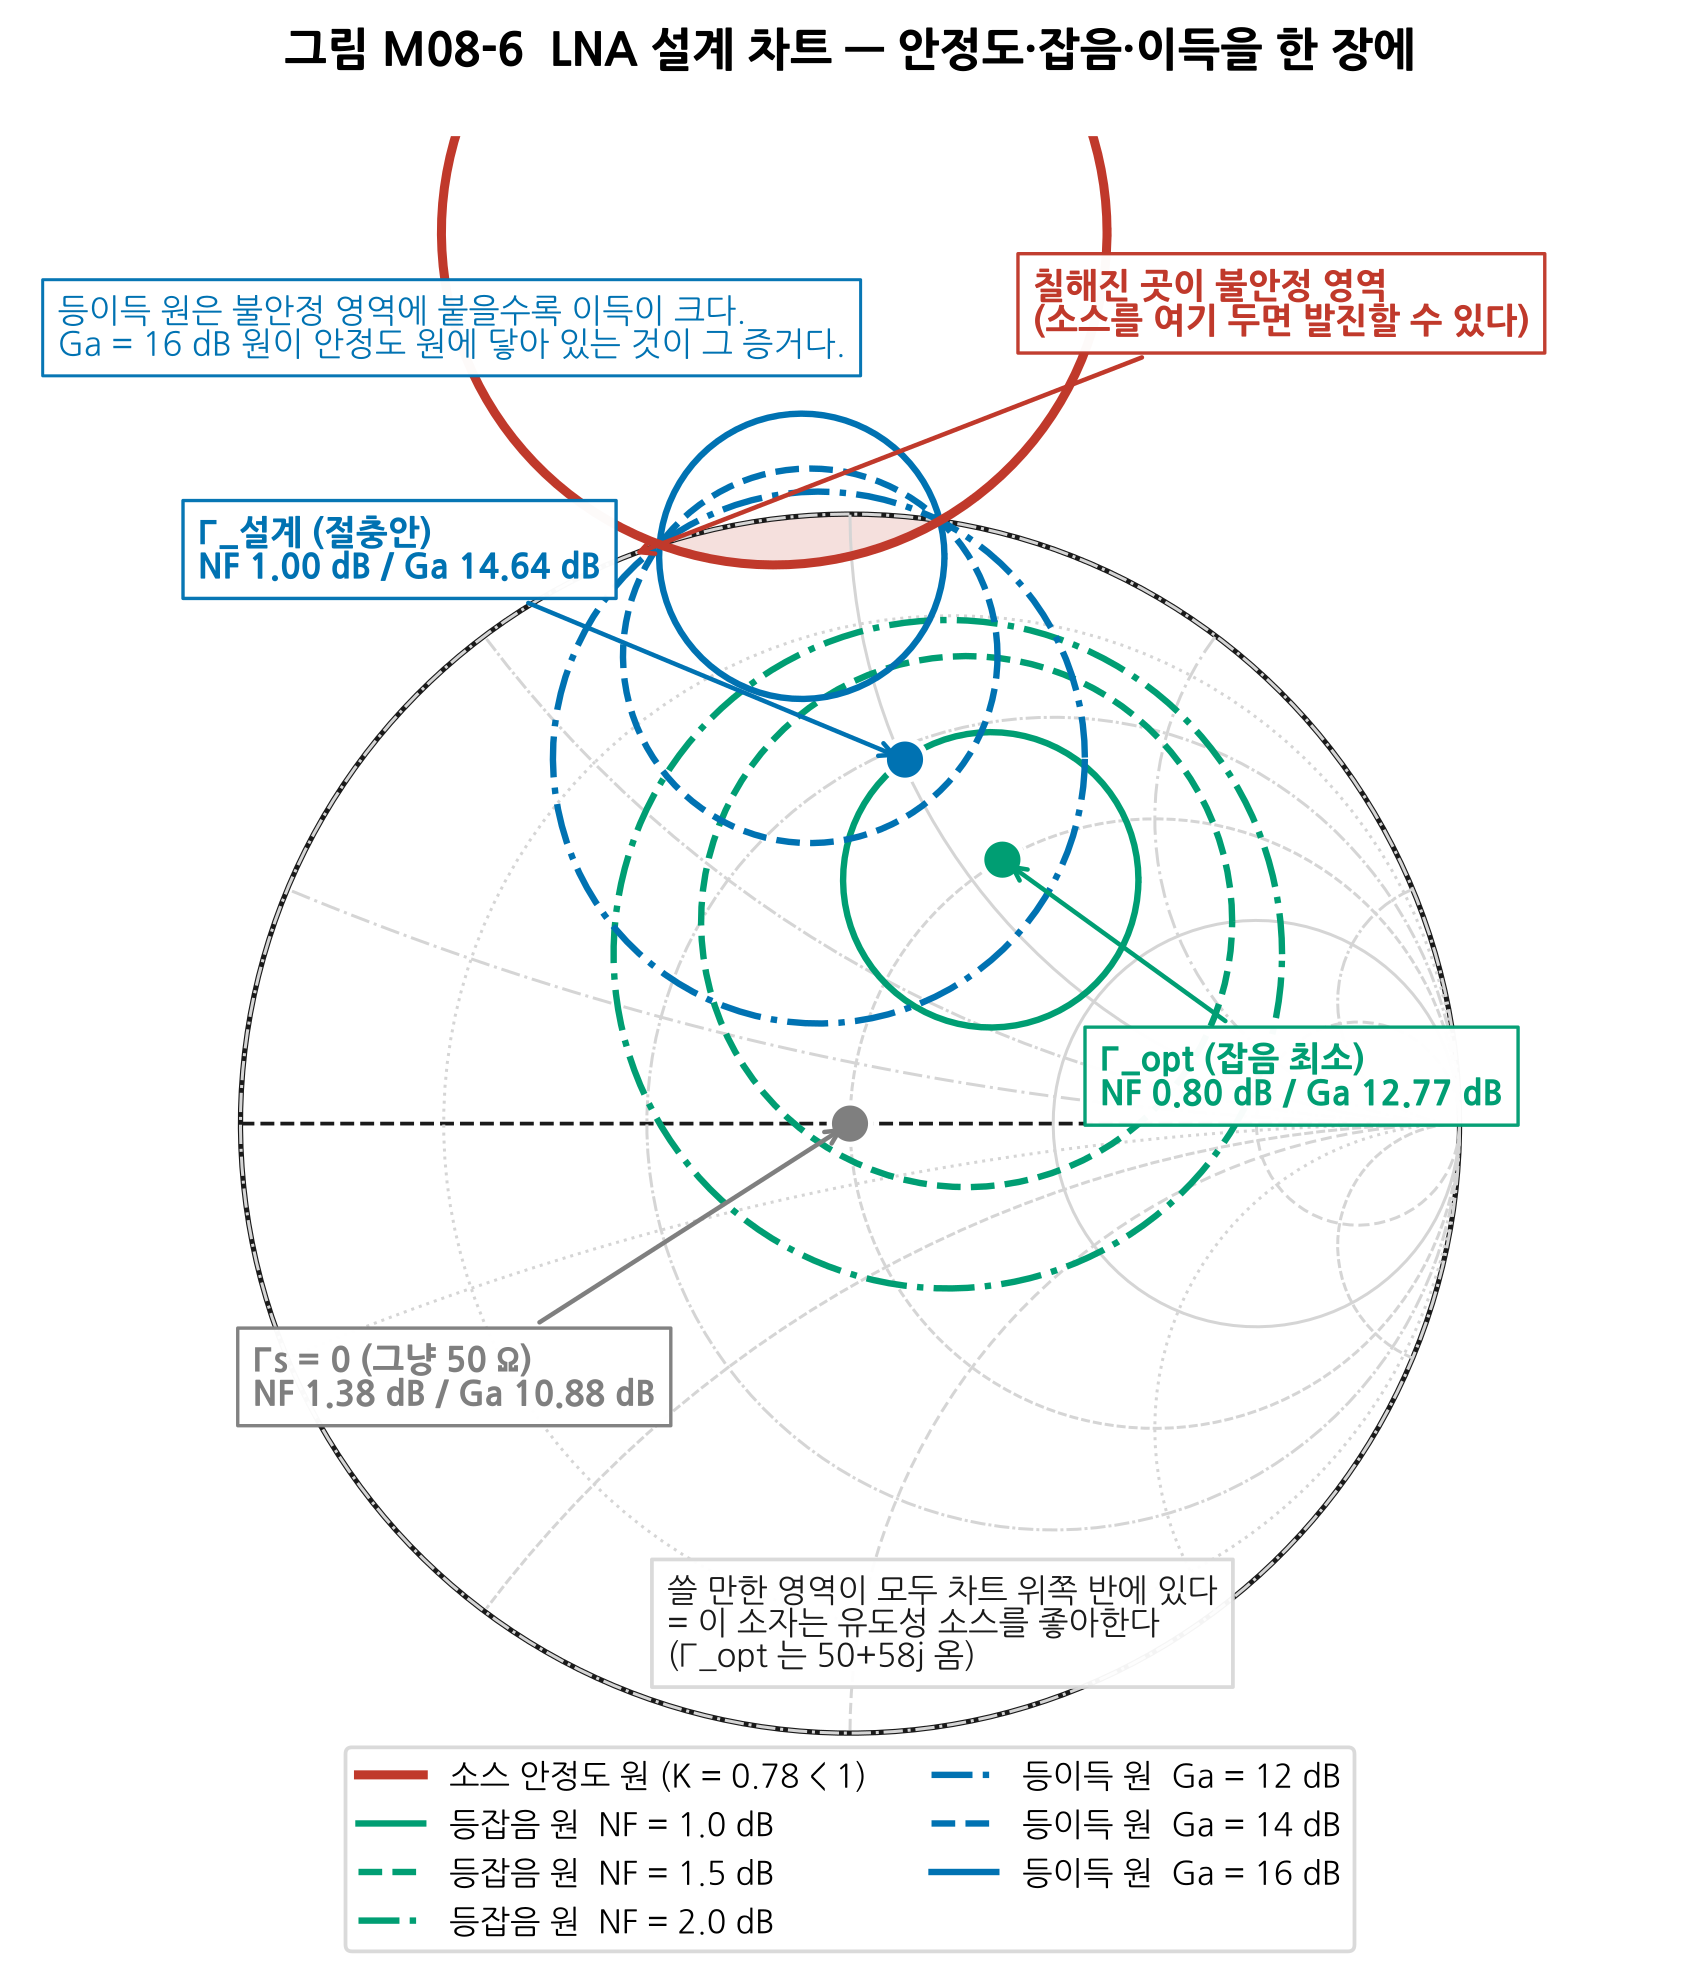 그림 M08-6  LNA 설계 차트 — 안정도·잡음·이득을 한 장에
칠해진 곳이 불안정 영역
(소스를 여기 두면 발진할 수 있다)
등이득 원은 불안정 영역에 붙을수록 이득이 크다.
Ga = 16 dB 원이 안정도 원에 닿아 있는 것이 그 증거다.
Γ_설계 (절충안)
NF 1.00 dB / Ga 14.64 dB
Γ_opt (잡음 최소)
NF 0.80 dB / Ga 12.77 dB
Γs = 0 (그냥 50 Ω)
NF 1.38 dB / Ga 10.88 dB
쓸 만한 영역이 모두 차트 위쪽 반에 있다
= 이 소자는 유도성 소스를 좋아한다
(Γ_opt 는 50+58j 옴)
소스 안정도 원 (K = 0.78 < 1)
등잡음 원  NF = 1.0 dB
등잡음 원  NF = 1.5 dB
등잡음 원  NF = 2.0 dB
등이득 원  Ga = 12 dB
등이득 원  Ga = 14 dB
등이득 원  Ga = 16 dB